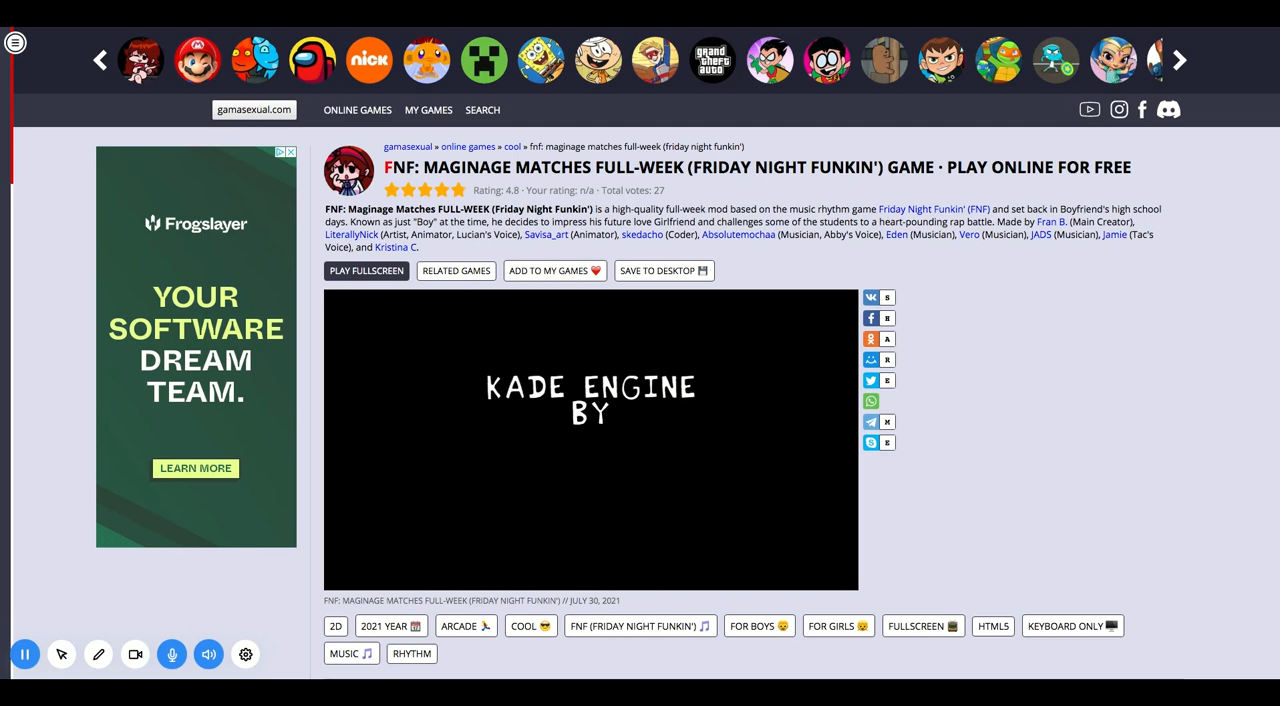 nick
grand
theft
auto
gamasexual.com
ONLINE GAMES
MY GAMES
SEARCH
gamasexual » online games » cool » fnf: maginage matches full-week (friday night funkin')
FNF: MAGINAGE MATCHES FULL-WEEK (FRIDAY NIGHT FUNKIN') GAME · PLAY ONLINE FOR FREE
Rating: 4.8 · Your rating: n/a · Total votes: 27
FNF: Maginage Matches FULL-WEEK (Friday Night Funkin') is a high-quality full-week mod based on the music rhythm game Friday Night Funkin' (FNF) and set back in Boyfriend's high school
days. Known as just "Boy" at the time, he decides to impress his future love Girlfriend and challenges some of the students to a heart-pounding rap battle. Made by Fran B. (Main Creator),
LiterallyNick (Artist, Animator, Lucian's Voice), Savisa_art (Animator), skedacho (Coder), Absolutemochaa (Musician, Abby's Voice), Eden (Musician), Vero (Musician), JADS (Musician), Jamie (Tac's
Voice), and Kristina C.
PLAY FULLSCREEN
RELATED GAMES
ADD TO MY GAMES ❤️
SAVE TO DESKTOP 💾
Frogslayer
YOUR
SOFTWARE
DREAM
TEAM.
LEARN MORE
KADE ENGINE
BY
S
H
A
R
E
M
E
FNF: MAGINAGE MATCHES FULL-WEEK (FRIDAY NIGHT FUNKIN') // JULY 30, 2021
2D
2021 YEAR 📅
ARCADE 🏃
COOL 😎
FNF (FRIDAY NIGHT FUNKIN') 🎵
FOR BOYS 👦
FOR GIRLS 👧
FULLSCREEN 📺
HTML5
KEYBOARD ONLY 🖥️
MUSIC 🎵
RHYTHM